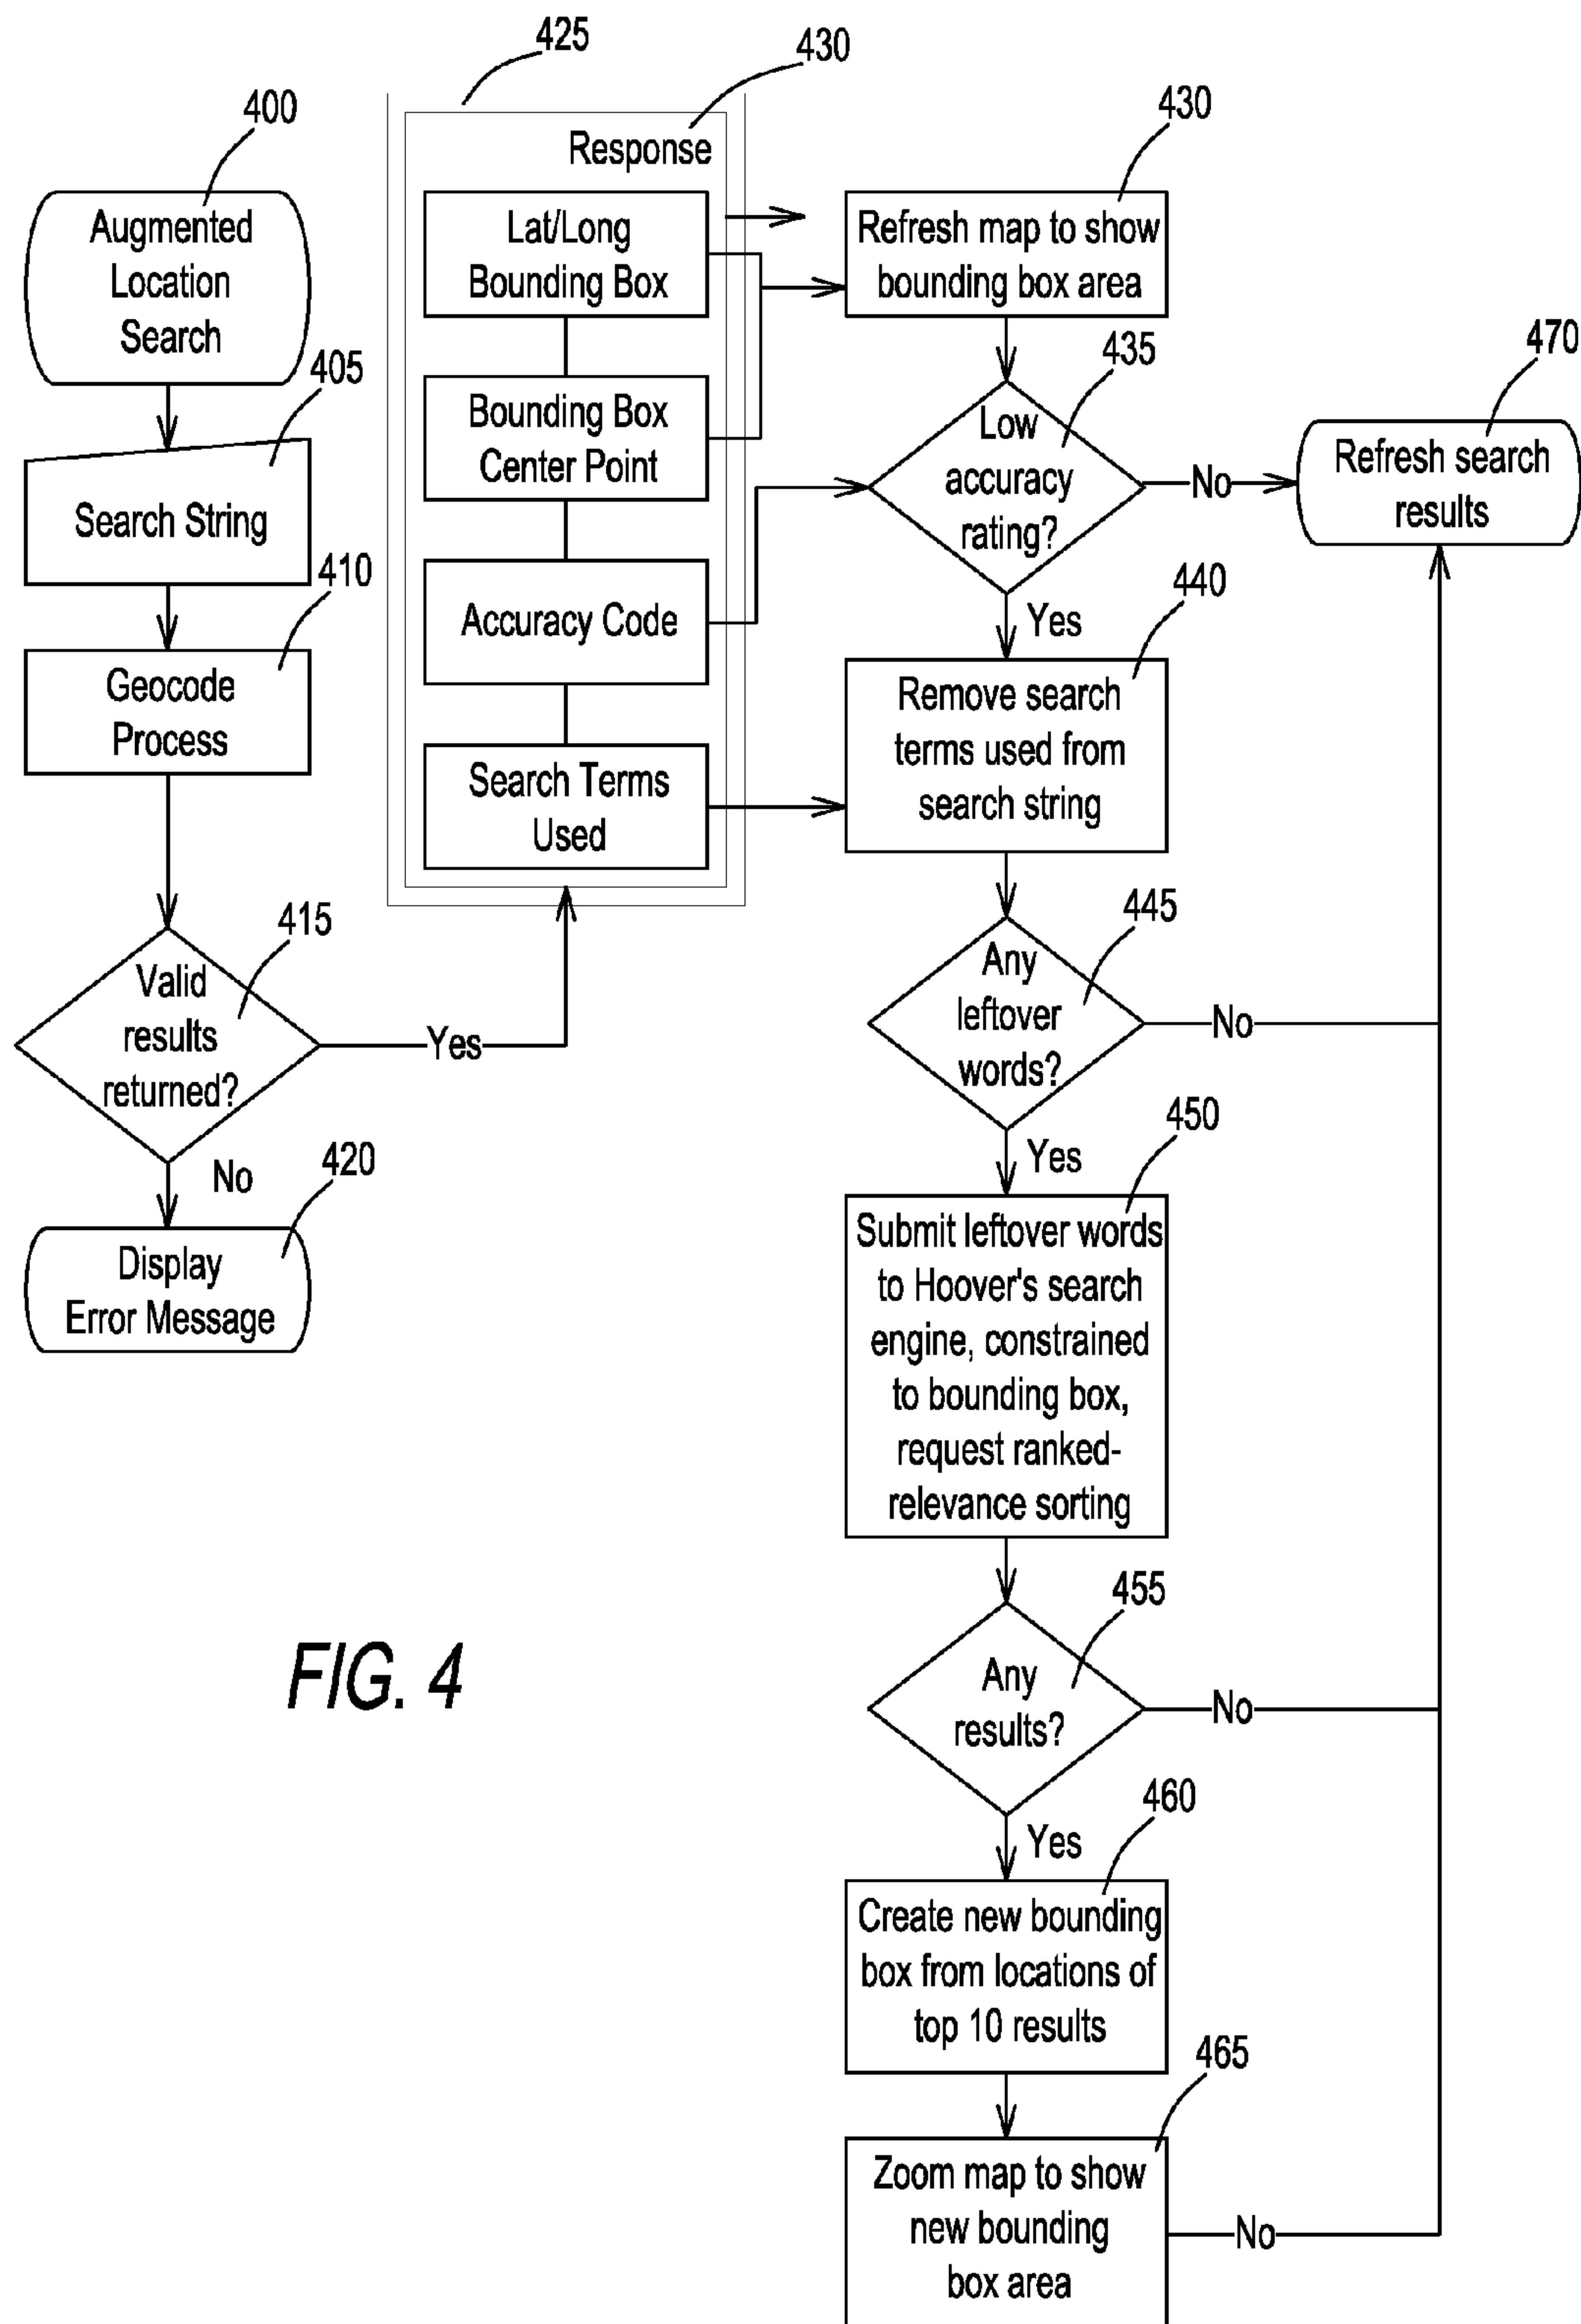 400
Augmented
Location
Search
405
Search String
410
Geocode
Process
415
Valid
results
returned?
Yes
No
420
Display
Error Message
425
430
Response
Lat/Long
Bounding Box
Bounding Box
Center Point
Accuracy Code
Search Terms
Used
430
Refresh map to show
bounding box area
435
Low
accuracy
rating?
No
470
Refresh search
results
Yes
440
Remove search
terms used from
search string
445
Any
leftover
words?
No
Yes
450
Submit leftover words
to Hoover's search
engine, constrained
to bounding box,
request ranked-
relevance sorting
455
Any
results?
No
Yes
460
Create new bounding
box from locations of
top 10 results
465
Zoom map to show
new bounding
box area
No
FIG. 4